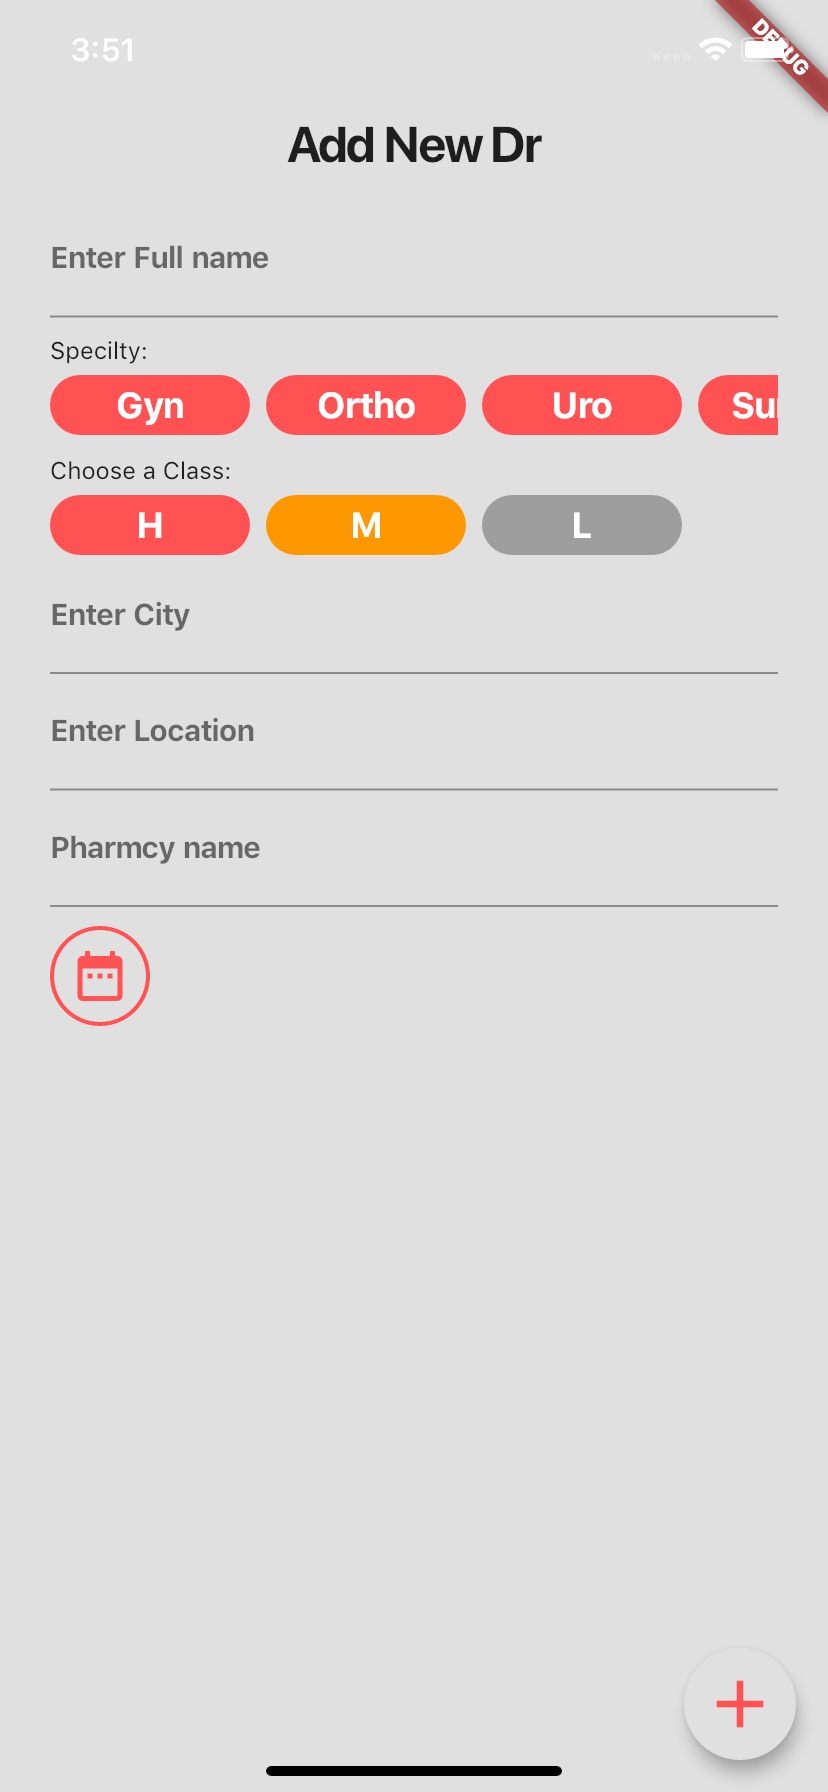 3:51
DEBUG
Add New Dr
Enter Full name
Specilty:
Gyn Ortho Uro Sur
Choose a Class:
H M L
Enter City
Enter Location
Pharmcy name